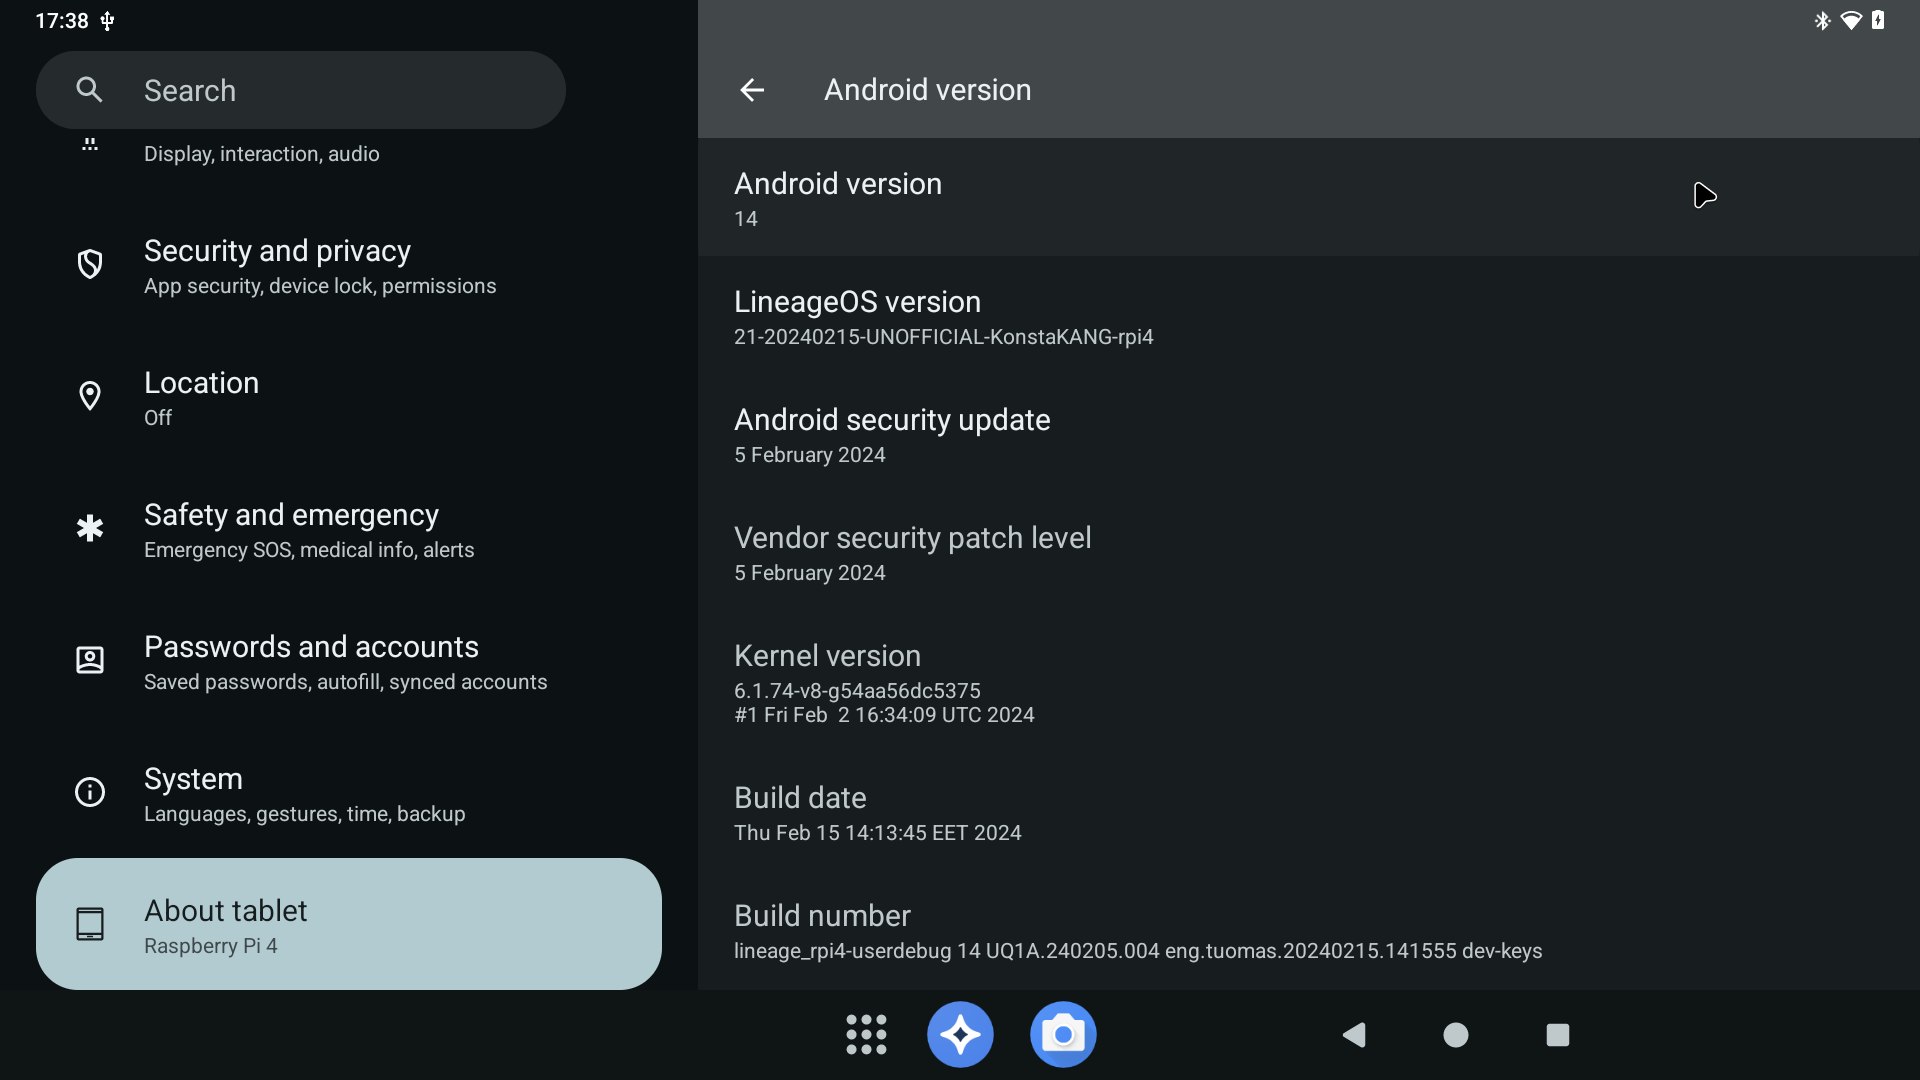 17:38
Search
Display, interaction, audio
Security and privacy
App security, device lock, permissions
Location
Off
Safety and emergency
Emergency SOS, medical info, alerts
Passwords and accounts
Saved passwords, autofill, synced accounts
System
Languages, gestures, time, backup
About tablet
Raspberry Pi 4
Android version
Android version
14
LineageOS version
21-20240215-UNOFFICIAL-KonstaKANG-rpi4
Android security update
5 February 2024
Vendor security patch level
5 February 2024
Kernel version
6.1.74-v8-g54aa56dc5375
#1 Fri Feb  2 16:34:09 UTC 2024
Build date
Thu Feb 15 14:13:45 EET 2024
Build number
lineage_rpi4-userdebug 14 UQ1A.240205.004 eng.tuomas.20240215.141555 dev-keys